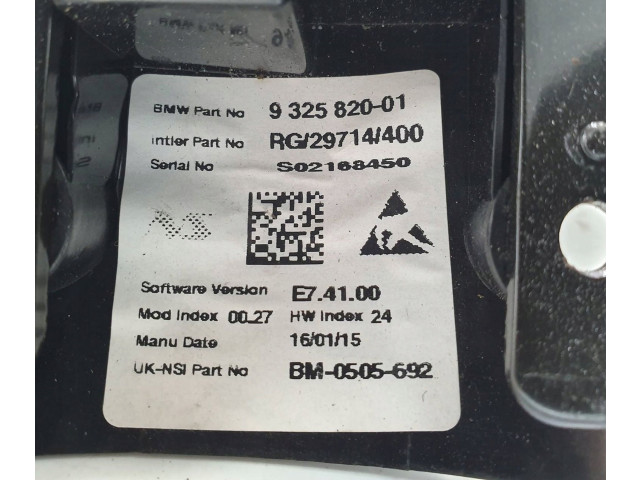 BMW Part No 9 325 820-01
Intier Part No RG/29714/400
Serial No S02168450
NS
Software Version E7.41.00
Mod Index 00.27 HW Index 24
Manu Date 16/01/15
UK-NSI Part No BM-0505-692